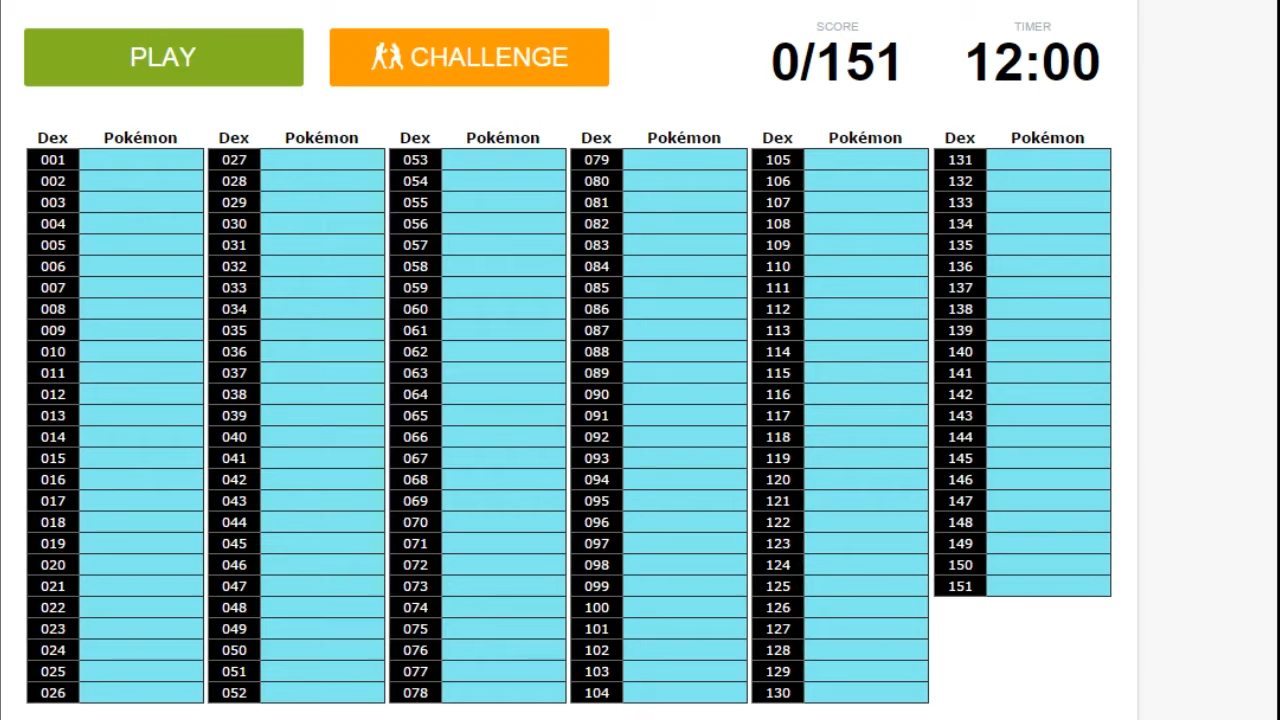 PLAY CHALLENGE SCORE TIMER
0/151 12:00
Dex Pokémon Dex Pokémon Dex Pokémon Dex Pokémon Dex Pokémon Dex Pokémon
001 027 053 079 105 131
002 028 054 080 106 132
003 029 055 081 107 133
004 030 056 082 108 134
005 031 057 083 109 135
006 032 058 084 110 136
007 033 059 085 111 137
008 034 060 086 112 138
009 035 061 087 113 139
010 036 062 088 114 140
011 037 063 089 115 141
012 038 064 090 116 142
013 039 065 091 117 143
014 040 066 092 118 144
015 041 067 093 119 145
016 042 068 094 120 146
017 043 069 095 121 147
018 044 070 096 122 148
019 045 071 097 123 149
020 046 072 098 124 150
021 047 073 099 125 151
022 048 074 100 126
023 049 075 101 127
024 050 076 102 128
025 051 077 103 129
026 052 078 104 130